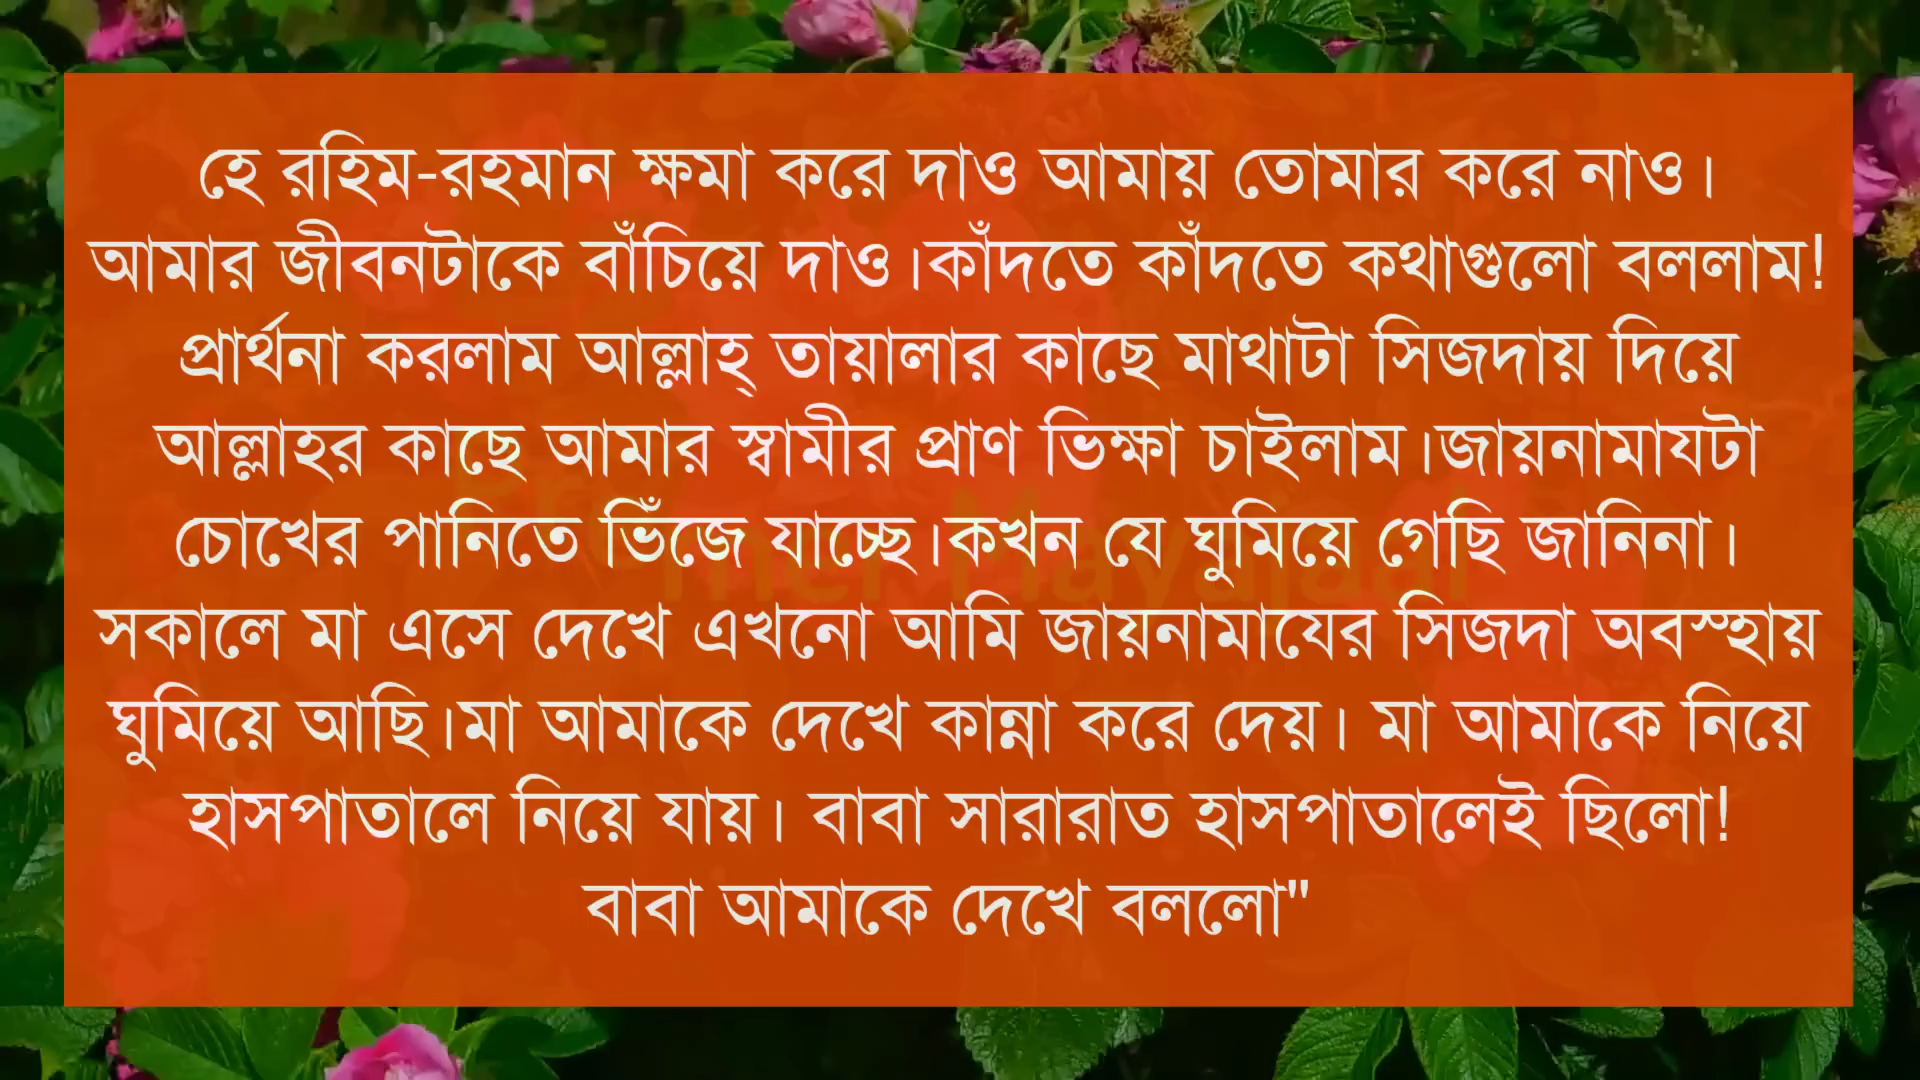 হে রহিম-রহমান ক্ষমা করে দাও আমায় তোমার করে নাও।
আমার জীবনটাকে বাঁচিয়ে দাও।কাঁদতে কাঁদতে কথাগুলো বললাম!
প্রার্থনা করলাম আল্লাহ্ তায়ালার কাছে মাথাটা সিজদায় দিয়ে
আল্লাহর কাছে আমার স্বামীর প্রাণ ভিক্ষা চাইলাম।জায়নামাযটা
চোখের পানিতে ভিঁজে যাচ্ছে।কখন যে ঘুমিয়ে গেছি জানিনা।
সকালে মা এসে দেখে এখনো আমি জায়নামাযের সিজদা অবস্হায়
ঘুমিয়ে আছি।মা আমাকে দেখে কান্না করে দেয়। মা আমাকে নিয়ে
হাসপাতালে নিয়ে যায়। বাবা সারারাত হাসপাতালেই ছিলো!
বাবা আমাকে দেখে বললো"